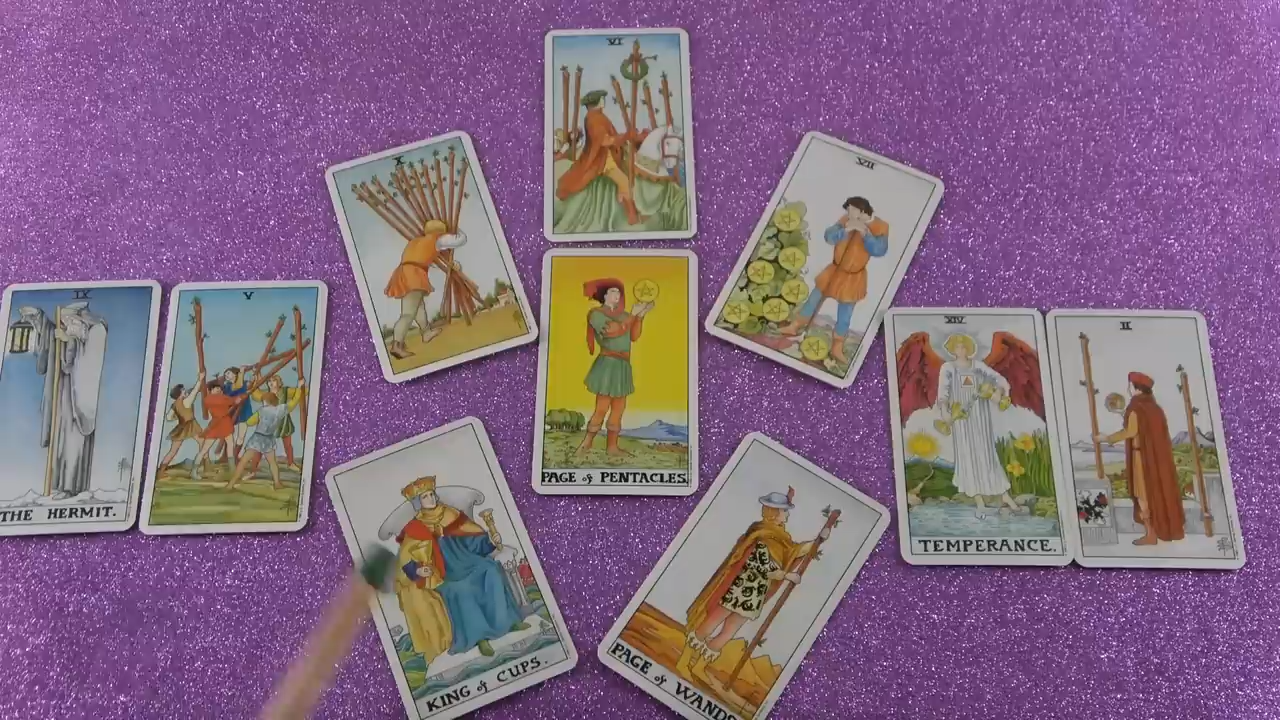 VI
X
VII
IX
V
THE HERMIT.
PAGE of PENTACLES.
XIV
II
TEMPERANCE.
KING of CUPS.
PAGE of WANDS